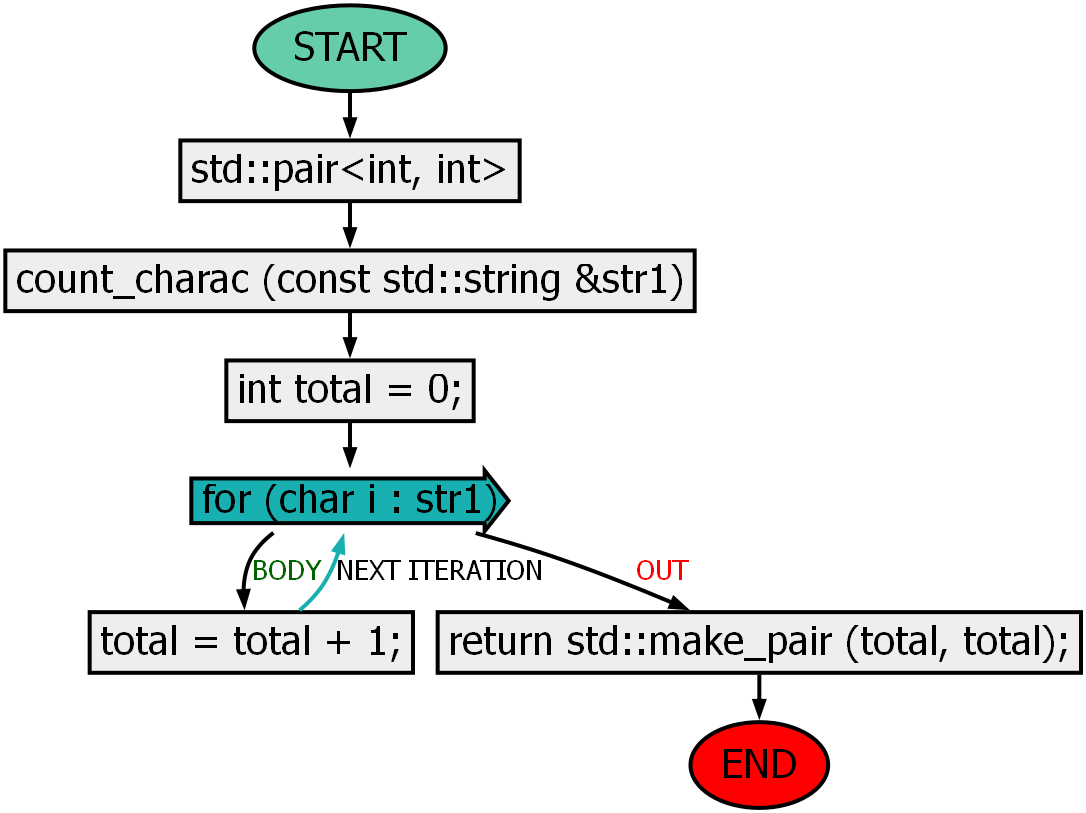 START
std::pair<int, int>
count_charac (const std::string &str1)
int total = 0;
for (char i : str1)
BODY
NEXT ITERATION
OUT
total = total + 1;
return std::make_pair (total, total);
END